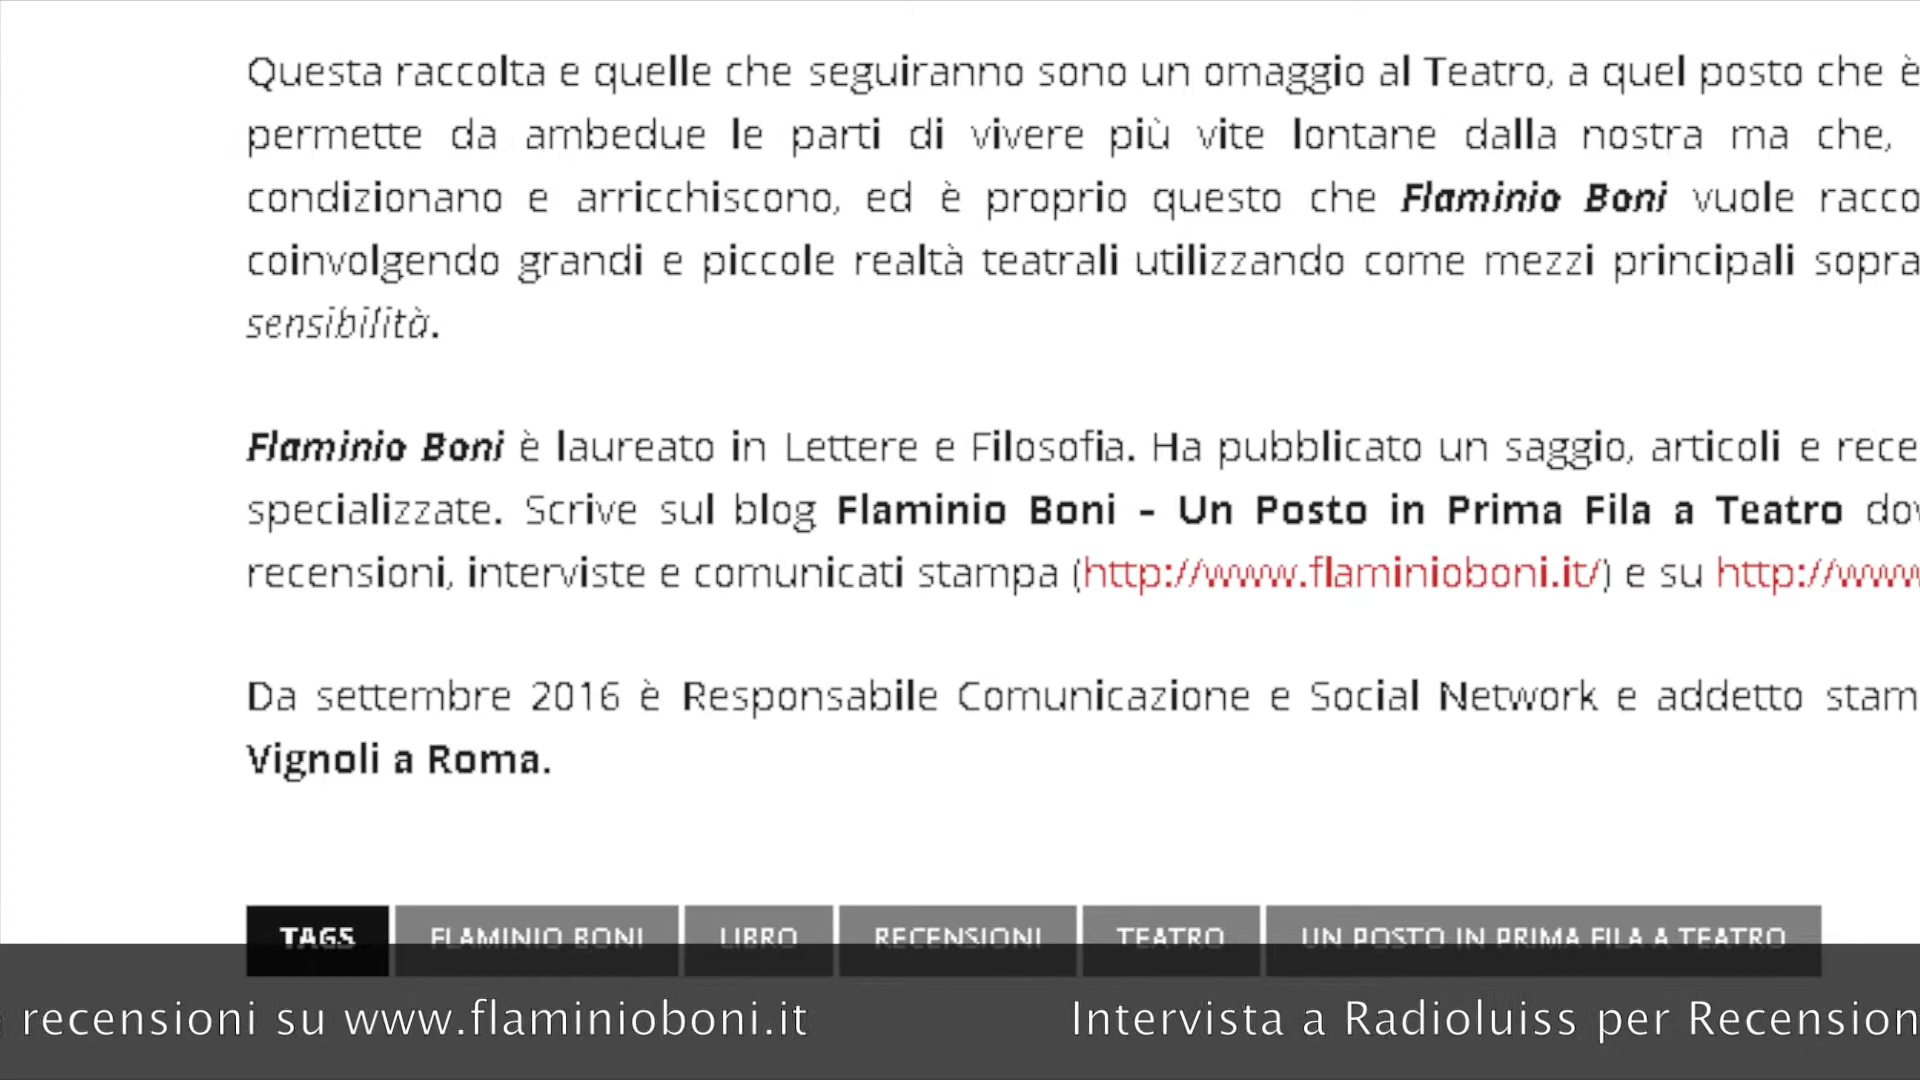 Questa raccolta e quelle che seguiranno sono un omaggio al Teatro, a quel posto che è
permette da ambedue le parti di vivere più vite lontane dalla nostra ma che,
condizionano e arricchiscono, ed è proprio questo che Flaminio Boni vuole racco
coinvolgendo grandi e piccole realtà teatrali utilizzando come mezzi principali sopra
sensibilità.
Flaminio Boni è laureato in Lettere e Filosofia. Ha pubblicato un saggio, articoli e rece
specializzate. Scrive sul blog Flaminio Boni – Un Posto in Prima Fila a Teatro dov
recensioni, interviste e comunicati stampa (http://www.flaminioboni.it/) e su http://www
Da settembre 2016 è Responsabile Comunicazione e Social Network e addetto stam
Vignoli a Roma.
TAGS FLAMINIO BONI LIBRO RECENSIONI TEATRO UN POSTO IN PRIMA FILA A TEATRO
recensioni su www.flaminioboni.it Intervista a Radioluiss per Recension